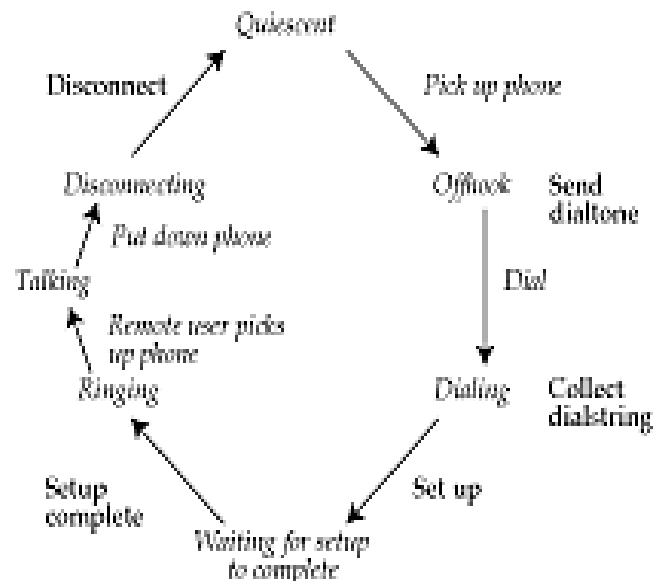 Quiescent
Disconnect
Pick up phone
Disconnecting
Offhook
Send
dialtone
Put down phone
Talking
Dial
Remote user picks
up phone
Ringing
Dialing
Collect
dialstring
Setup
complete
Set up
Waiting for setup
to complete